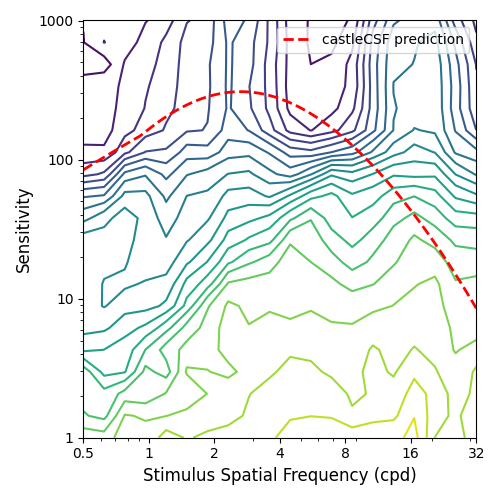 1000
castleCSF prediction
100
Sensitivity
10
1
0.5 1 2 4 8 16 32
Stimulus Spatial Frequency (cpd)